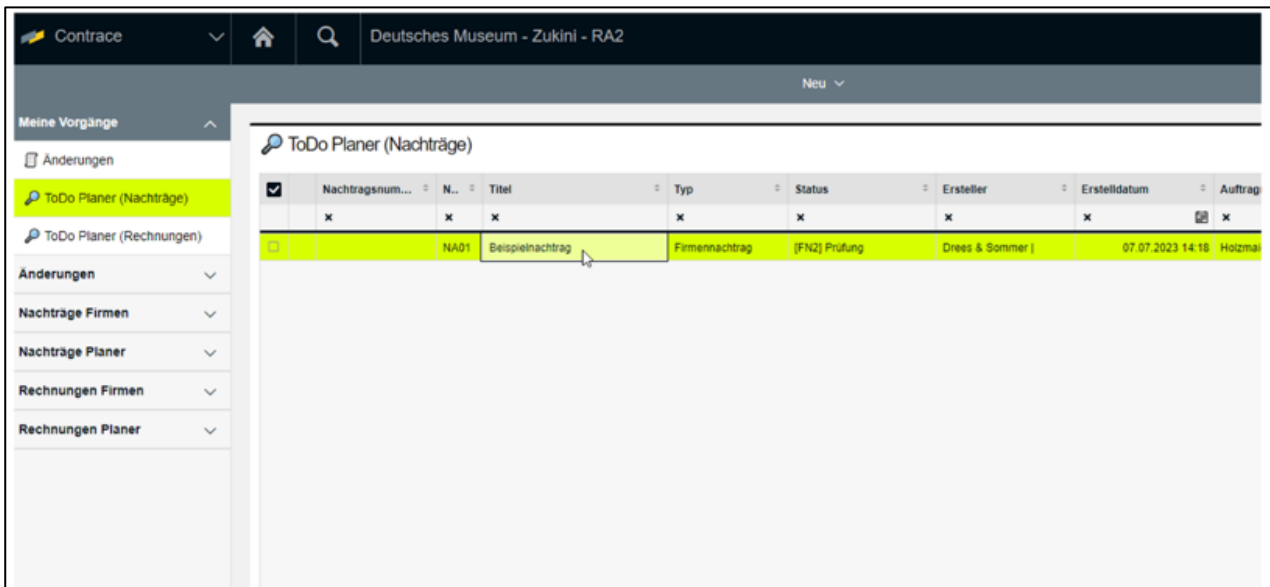 Contrace Deutsches Museum - Zukini - RA2
Neu
Meine Vorgänge
Änderungen
ToDo Planer (Nachträge)
ToDo Planer (Rechnungen)
Änderungen
Nachträge Firmen
Nachträge Planer
Rechnungen Firmen
Rechnungen Planer
ToDo Planer (Nachträge)
Nachtragsnum... N... Titel Typ Status Ersteller Erstelldatum Auftrag
NA01 Beispielnachtrag Firmennachtrag [FN2] Prüfung Drees & Sommer | 07.07.2023 14:18 Holzmai